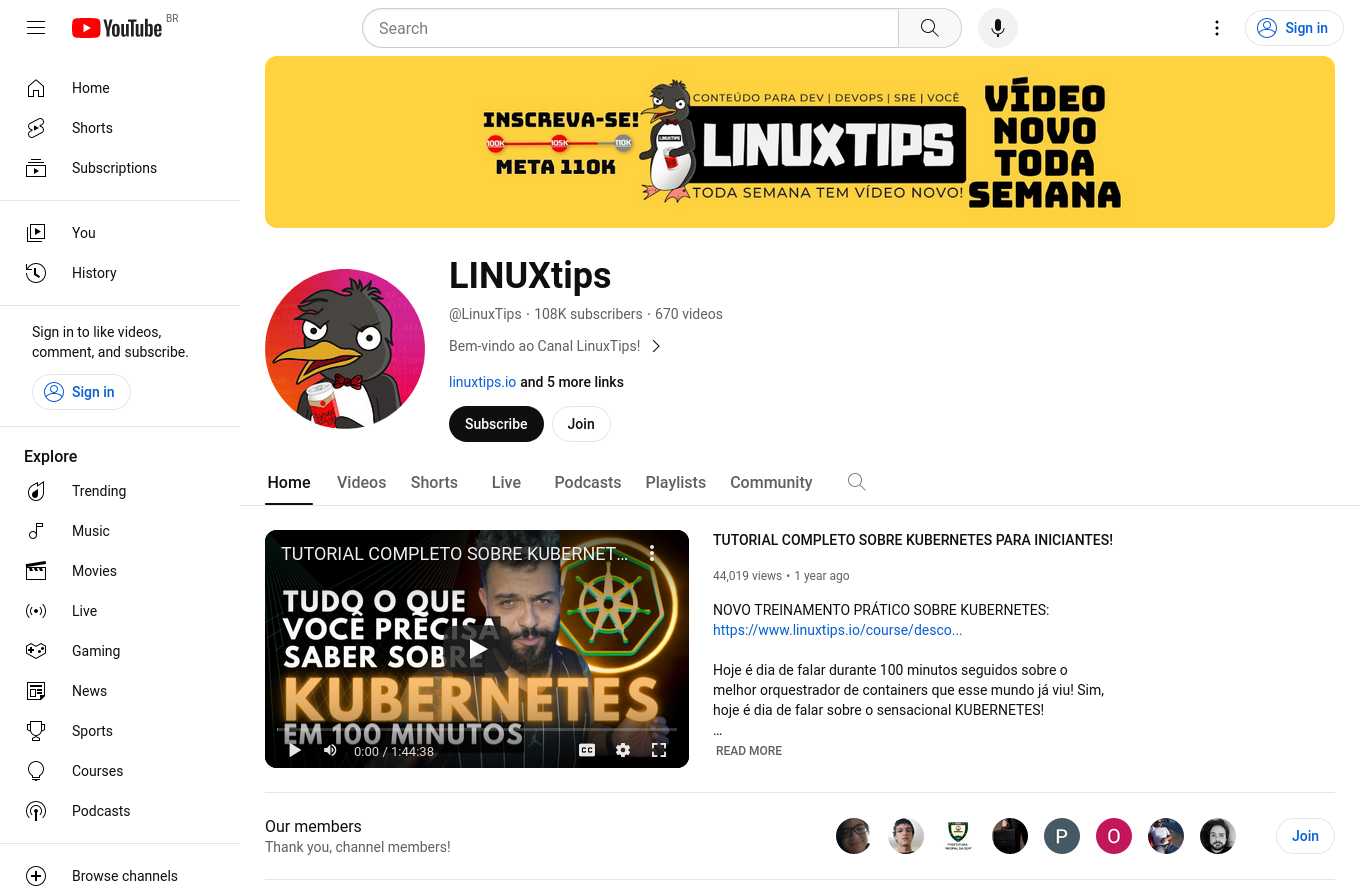 YouTube BR
Search
Sign in
Home
Shorts
Subscriptions
You
History
Sign in to like videos,
comment, and subscribe.
Sign in
Explore
Trending
Music
Movies
Live
Gaming
News
Sports
Courses
Podcasts
Browse channels
INSCREVA-SE!
100K 105K 110K
META 110K
CONTEÚDO PARA DEV | DEVOPS | SRE | VOCÊ
LINUXTIPS
LINUXTIPS
TODA SEMANA TEM VÍDEO NOVO!
VÍDEO
NOVO
TODA
SEMANA
LINUXtips
@LinuxTips · 108K subscribers · 670 videos
Bem-vindo ao Canal LinuxTips!
linuxtips.io and 5 more links
Subscribe
Join
Home
Videos
Shorts
Live
Podcasts
Playlists
Community
TUTORIAL COMPLETO SOBRE KUBERNET...
TUDO O QUE
VOCÊ PRECISA
SABER SOBRE
KUBERNETES
EM 100 MINUTOS
0:00 / 1:44:38
CC
TUTORIAL COMPLETO SOBRE KUBERNETES PARA INICIANTES!
44,019 views • 1 year ago
NOVO TREINAMENTO PRÁTICO SOBRE KUBERNETES:
https://www.linuxtips.io/course/desco...
Hoje é dia de falar durante 100 minutos seguidos sobre o
melhor orquestrador de containers que esse mundo já viu! Sim,
hoje é dia de falar sobre o sensacional KUBERNETES!
...
READ MORE
Our members
Thank you, channel members!
P
O
Join